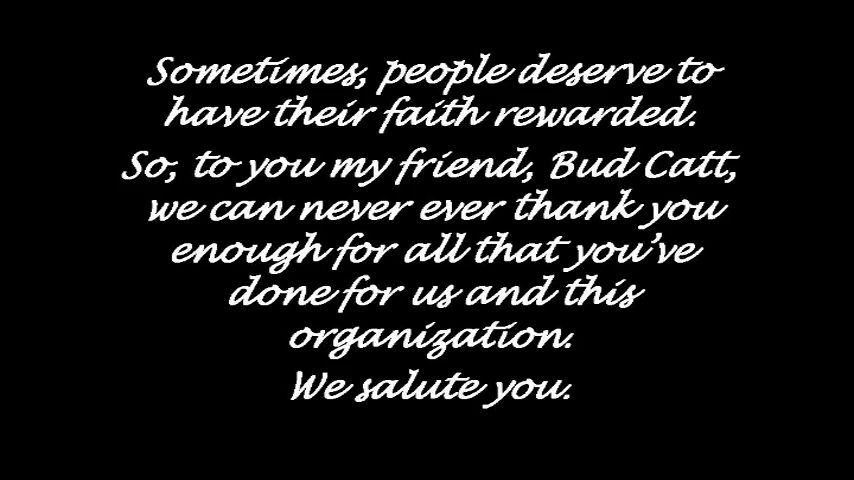 Sometimes, people deserve to
have their faith rewarded.
So, to you my friend, Bud Catt,
we can never ever thank you
enough for all that you’ve
done for us and this
organization.
We salute you.